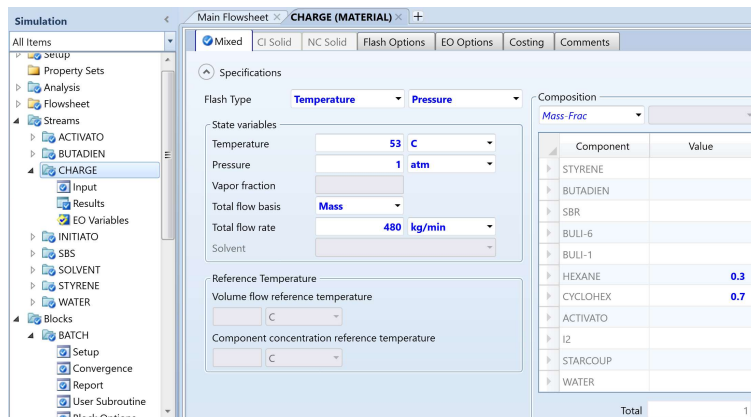 Simulation
All Items
Setup
Property Sets
Analysis
Flowsheet
Streams
ACTIVATO
BUTADIEN
CHARGE
Input
Results
EO Variables
INITIATO
SBS
SOLVENT
STYRENE
WATER
Blocks
BATCH
Setup
Convergence
Report
User Subroutine
Block Options
Main Flowsheet × CHARGE (MATERIAL) × +
Mixed CI Solid NC Solid Flash Options EO Options Costing Comments
Specifications
Flash Type Temperature Pressure
State variables
Temperature 53 C
Pressure 1 atm
Vapor fraction
Total flow basis Mass
Total flow rate 480 kg/min
Solvent
Reference Temperature
Volume flow reference temperature
C
Component concentration reference temperature
C
Composition
Mass-Frac
Component Value
STYRENE
BUTADIEN
SBR
BULI-6
BULI-1
HEXANE 0.3
CYCLOHEX 0.7
ACTIVATO
I2
STARCOUP
WATER
Total 1